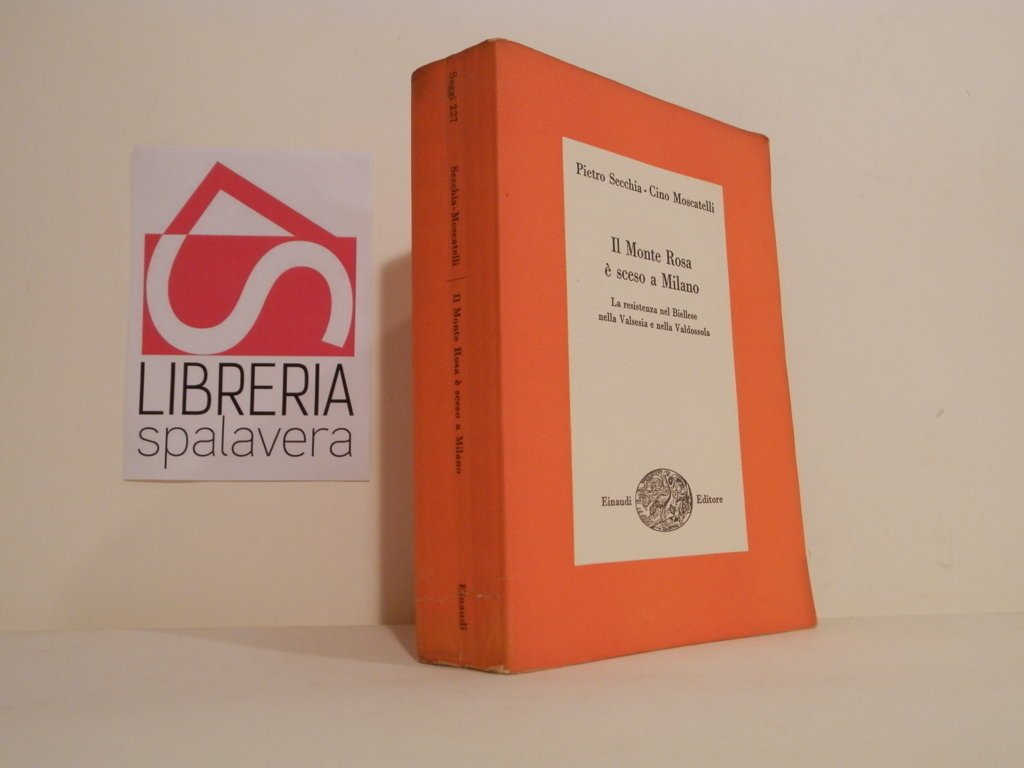 LIBRERIA
spalavera
Saggi 227
Secchia-Moscatelli | Il Monte Rosa è sceso a Milano
Einaudi
Pietro Secchia - Cino Moscatelli
Il Monte Rosa
è sceso a Milano
La resistenza nel Biellese
nella Valsesia e nella Valdossola
Einaudi Editore